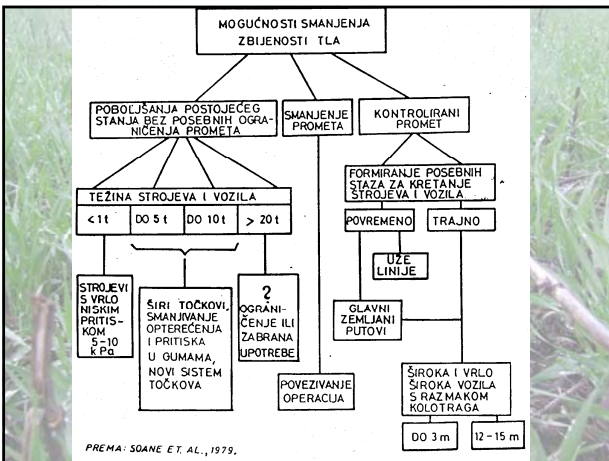 MOGUĆNOSTI SMANJENJA
ZBIJENOSTI TLA
POBOLJŠANJA POSTOJEĆEG
STANJA BEZ POSEBNIH OGRA-
NIČENJA PROMETA
SMANJENJE
PROMETA
KONTROLIRANI
PROMET
TEŽINA STROJEVA I VOZILA
<1 t
DO 5 t
DO 10 t
> 20 t
STROJEVI
S VRLO
NISKIM
PRITIS-
KOM
5-10
kPa
ŠIRI TOČKOVI,
SMANJIVANJE
OPTEREĆENJA
I PRITISKA
U GUMAMA,
NOVI SISTEM
TOČKOVA
?
OGRANI-
ČENJE ILI
ZABRANA
UPOTREBE
POVEZIVANJE
OPERACIJA
FORMIRANJE POSEBNIH
STAZA ZA KRETANJE
STROJEVA I VOZILA
POVREMENO
TRAJNO
UŽE
LINIJE
GLAVNI
ZEMLJANI
PUTOVI
ŠIROKA I VRLO
ŠIROKA VOZILA
S RAZMAKOM
KOLOTRAGA
DO 3 m
12-15 m
PREMA: SOANE ET. AL., 1979.